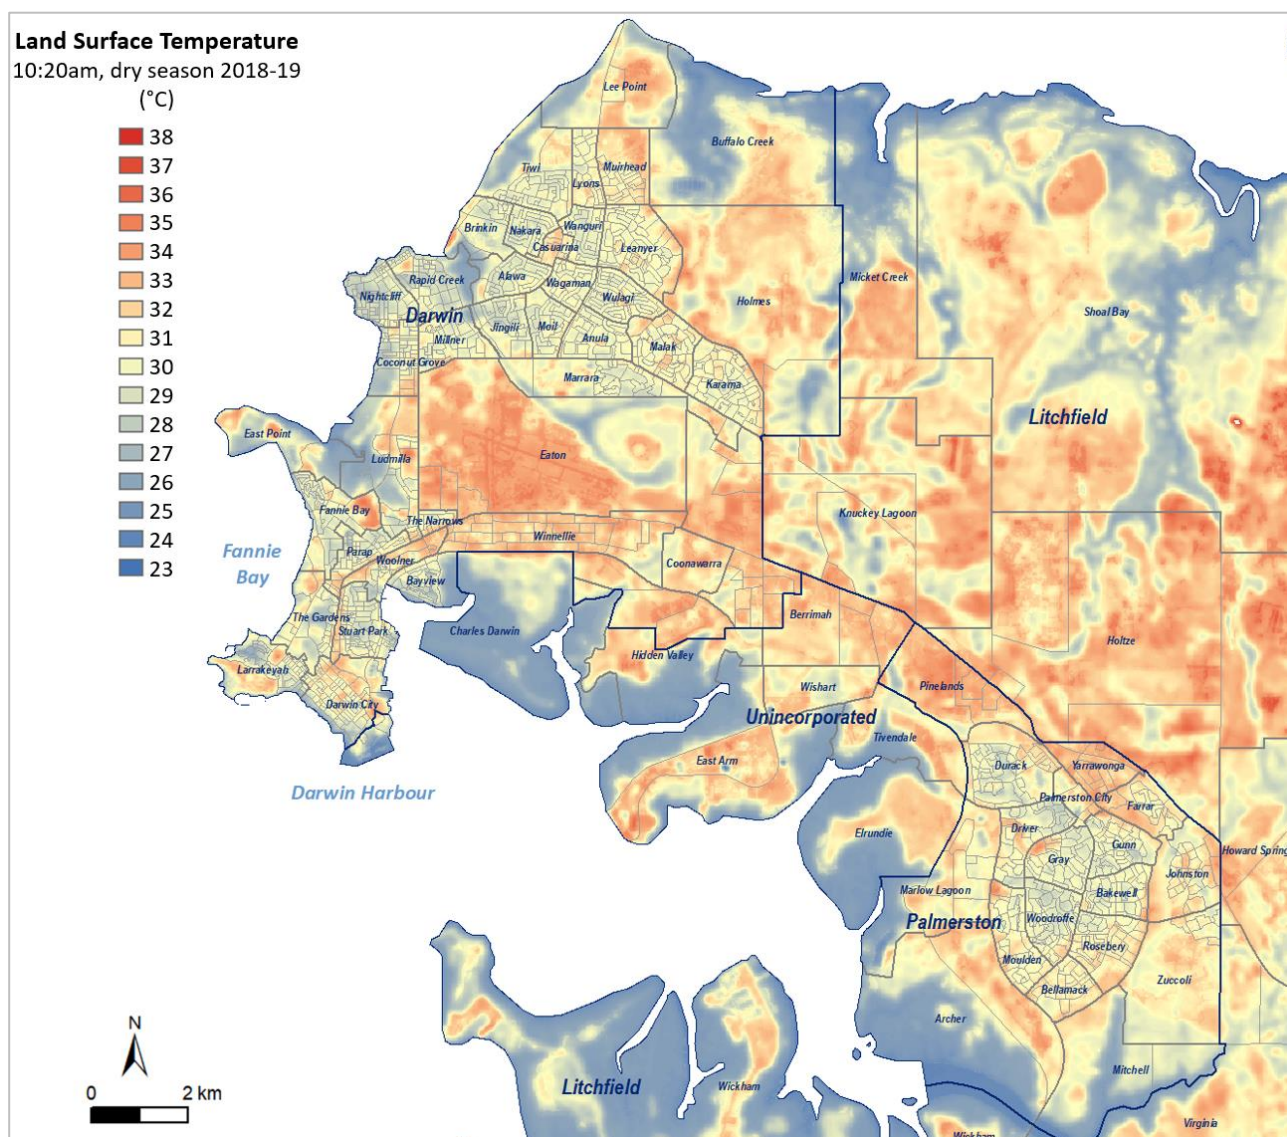 Land Surface Temperature
10:20am, dry season 2018-19
(°C)
38
37
36
35
34
33
32
31
30
29
28
27
26
25
24
23
Lee Point
Buffalo Creek
Tiwi
Lyons
Muirhead
Brinkin
Nakara
Wanguri
Casuarina
Leanyer
Rapid Creek
Alawa
Wagaman
Micket Creek
Nightcliff
Wulagi
Holmes
Shoal Bay
Darwin
Jingili
Moil
Anula
Millner
Malak
Coconut Grove
Marrara
Karama
Litchfield
East Point
Ludmilla
Eaton
Fannie Bay
The Narrows
Knuckey Lagoon
Winnellie
Fannie
Bay
Parap
Woolner
Coonawarra
Bayview
The Gardens
Stuart Park
Charles Darwin
Berrimah
Holtze
Hidden Valley
Larrakeyah
Wishart
Pinelands
Darwin City
Unincorporated
Tivendale
East Arm
Durack
Yarrawonga
Darwin Harbour
Palmerston City
Farrar
Elrundie
Driver
Gunn
Gray
Howard Spring
Johnston
Marlow Lagoon
Bakewell
Palmerston
Woodroffe
Rosebery
Moulden
Zuccoli
Bellamack
Archer
N
Mitchell
Litchfield
Wickham
0
2 km
Virginia
Wickham